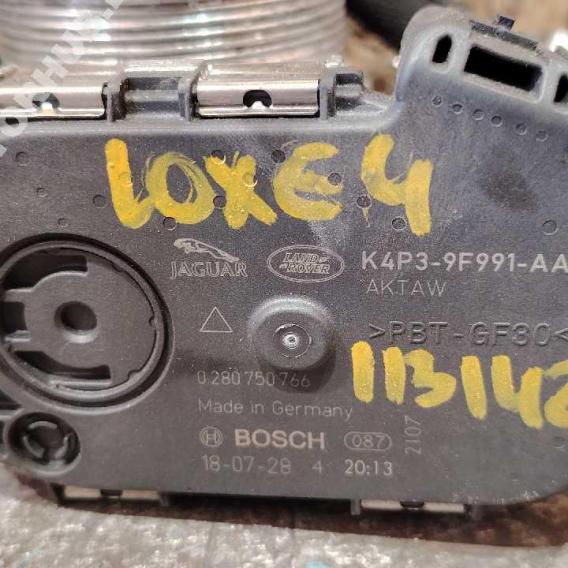 LOXE4
JAGUAR
LAND ROVER
K4P3-9F991-AA
AKTAW
>PBT-GF30<
113142
0 280 750 766
Made in Germany
BOSCH 087
2107
18-07-28 4 20:13